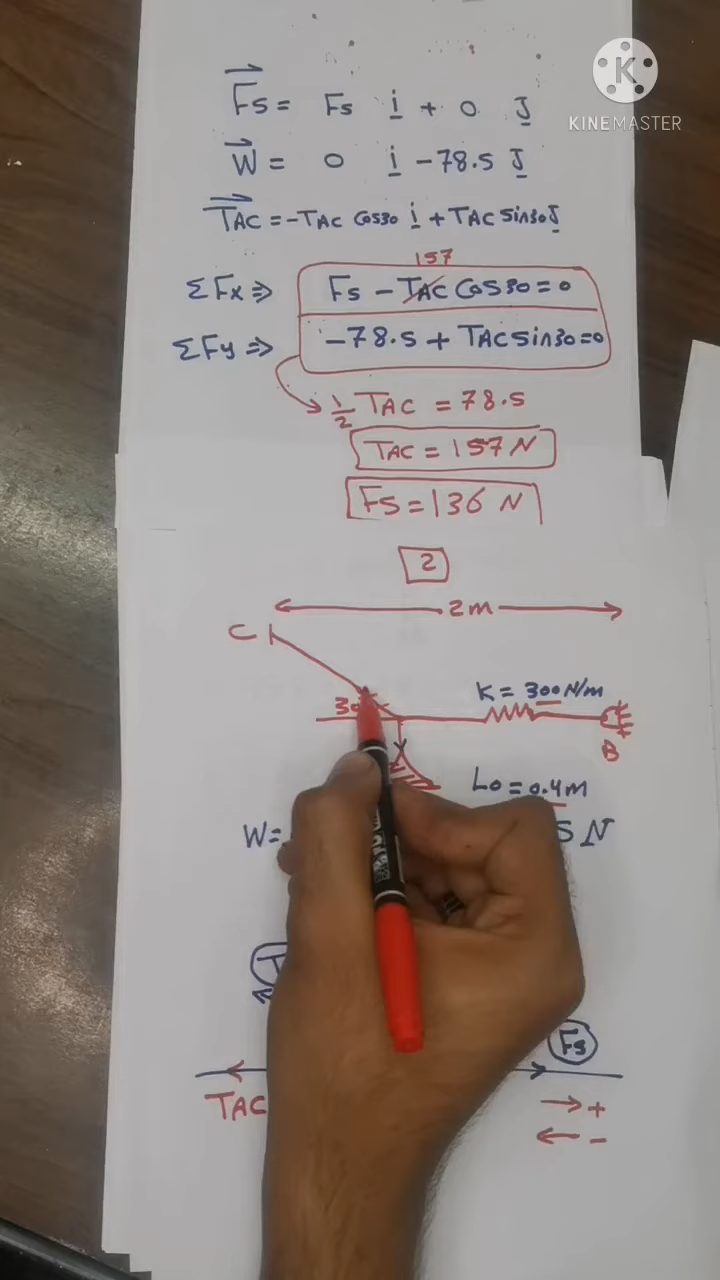 K
KINEMASTER
Fs = Fs i + 0 J
W = 0 i -78.5 J
TAC = -TAC Cos30 i + TAC Sin30 J
157
ΣFx ⇒ Fs - TAC Cos30 = 0
ΣFy ⇒ -78.5 + TAC sin30 = 0
1/2 TAC = 78.5
TAC = 157 N
FS = 136 N
2
2m
C
K = 300 N/m
B
Lo = 0.4m
W=
N
Fs
TAC
+
-